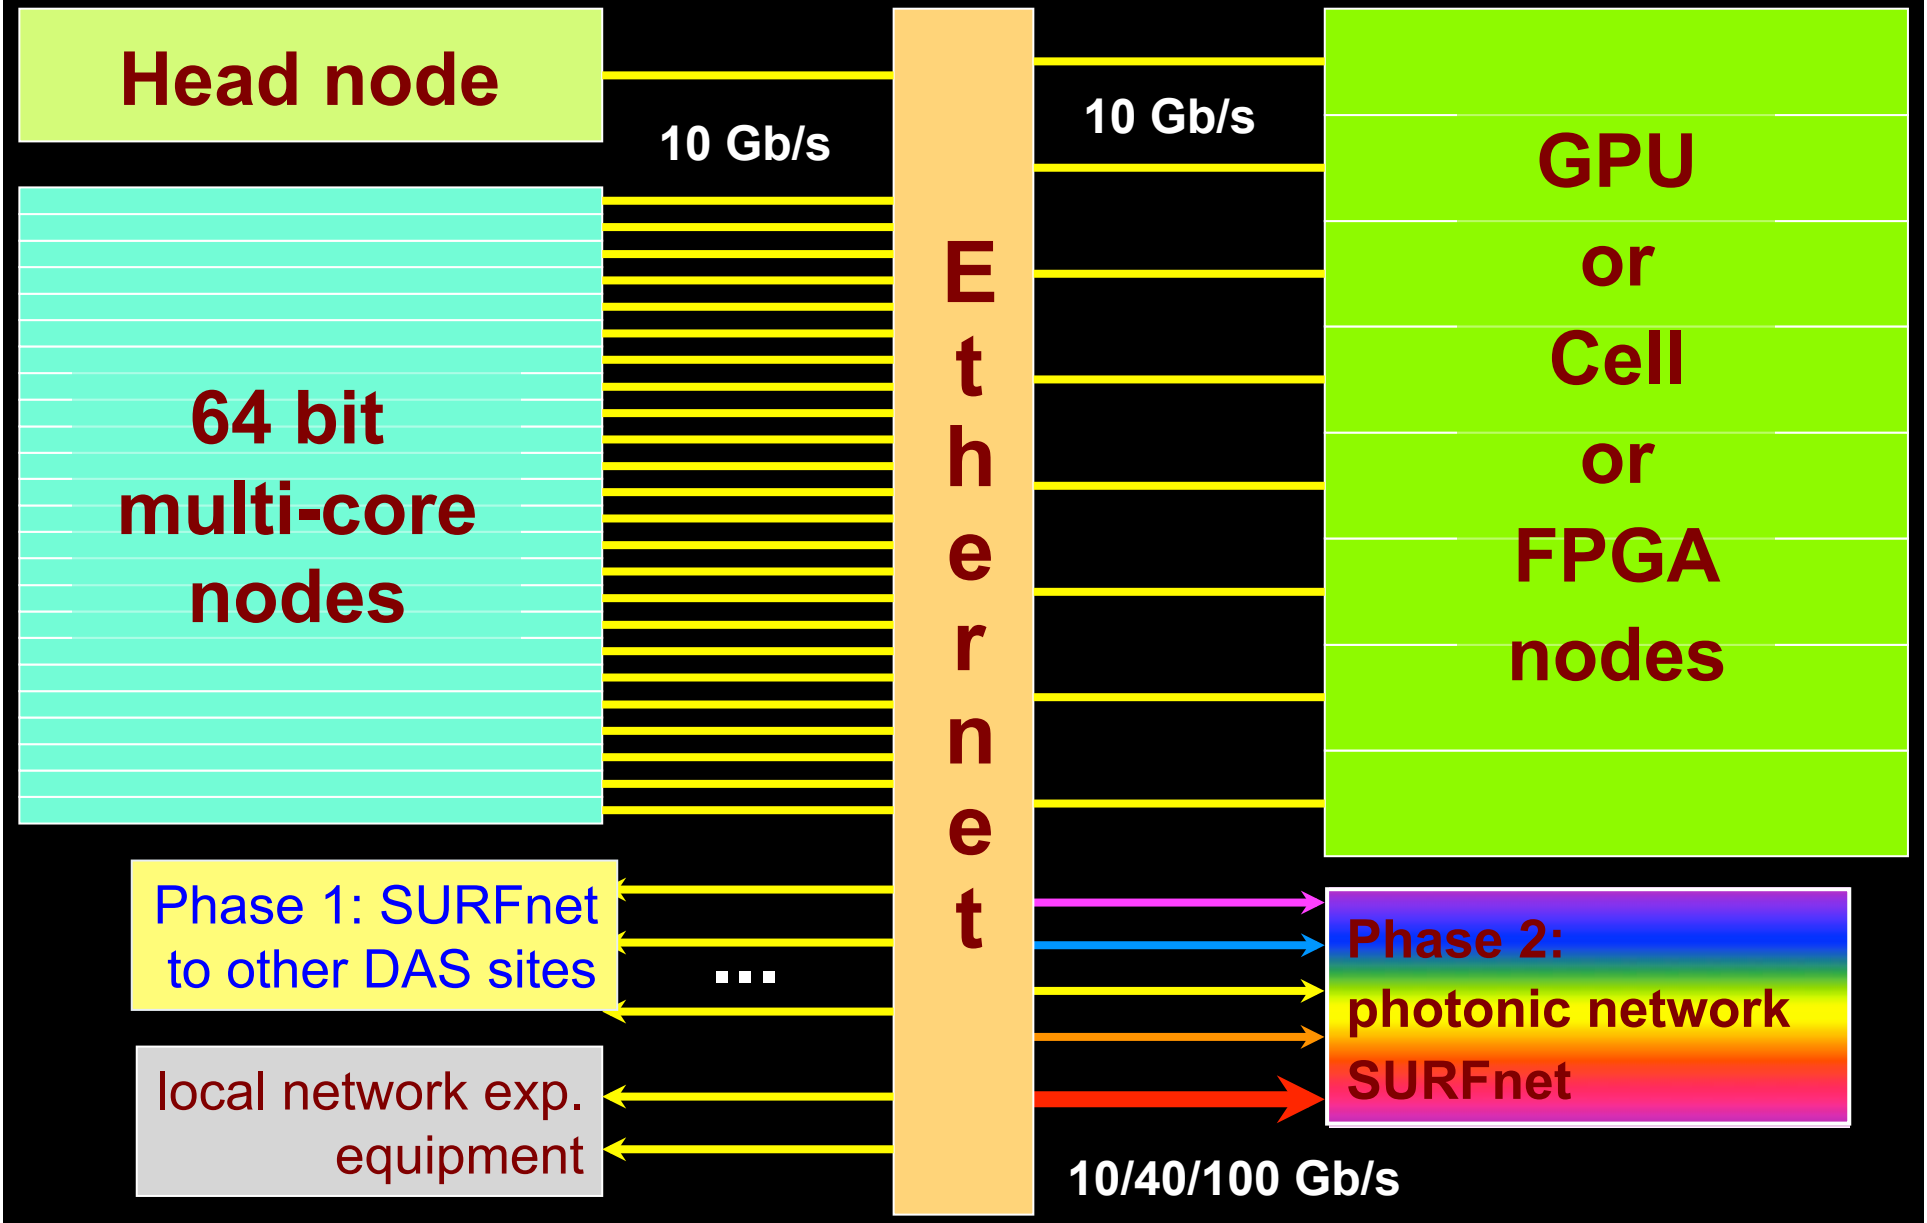 Head node
10 Gb/s
10 Gb/s
64 bit
multi-core
nodes
Ethernet
GPU
or
Cell
or
FPGA
nodes
Phase 1: SURFnet
to other DAS sites
...
local network exp.
equipment
Phase 2:
photonic network
SURFnet
10/40/100 Gb/s